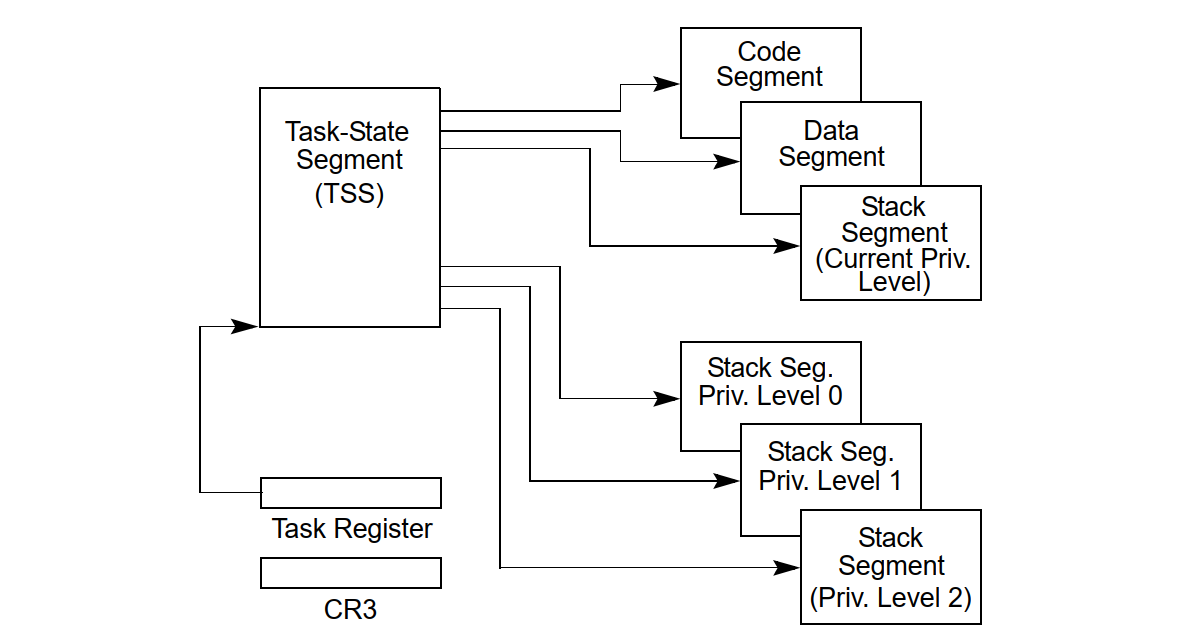 Code
Segment
Task-State
Segment
(TSS)
Data
Segment
Stack
Segment
(Current Priv.
Level)
Stack Seg.
Priv. Level 0
Stack Seg.
Priv. Level 1
Task Register
Stack
Segment
(Priv. Level 2)
CR3